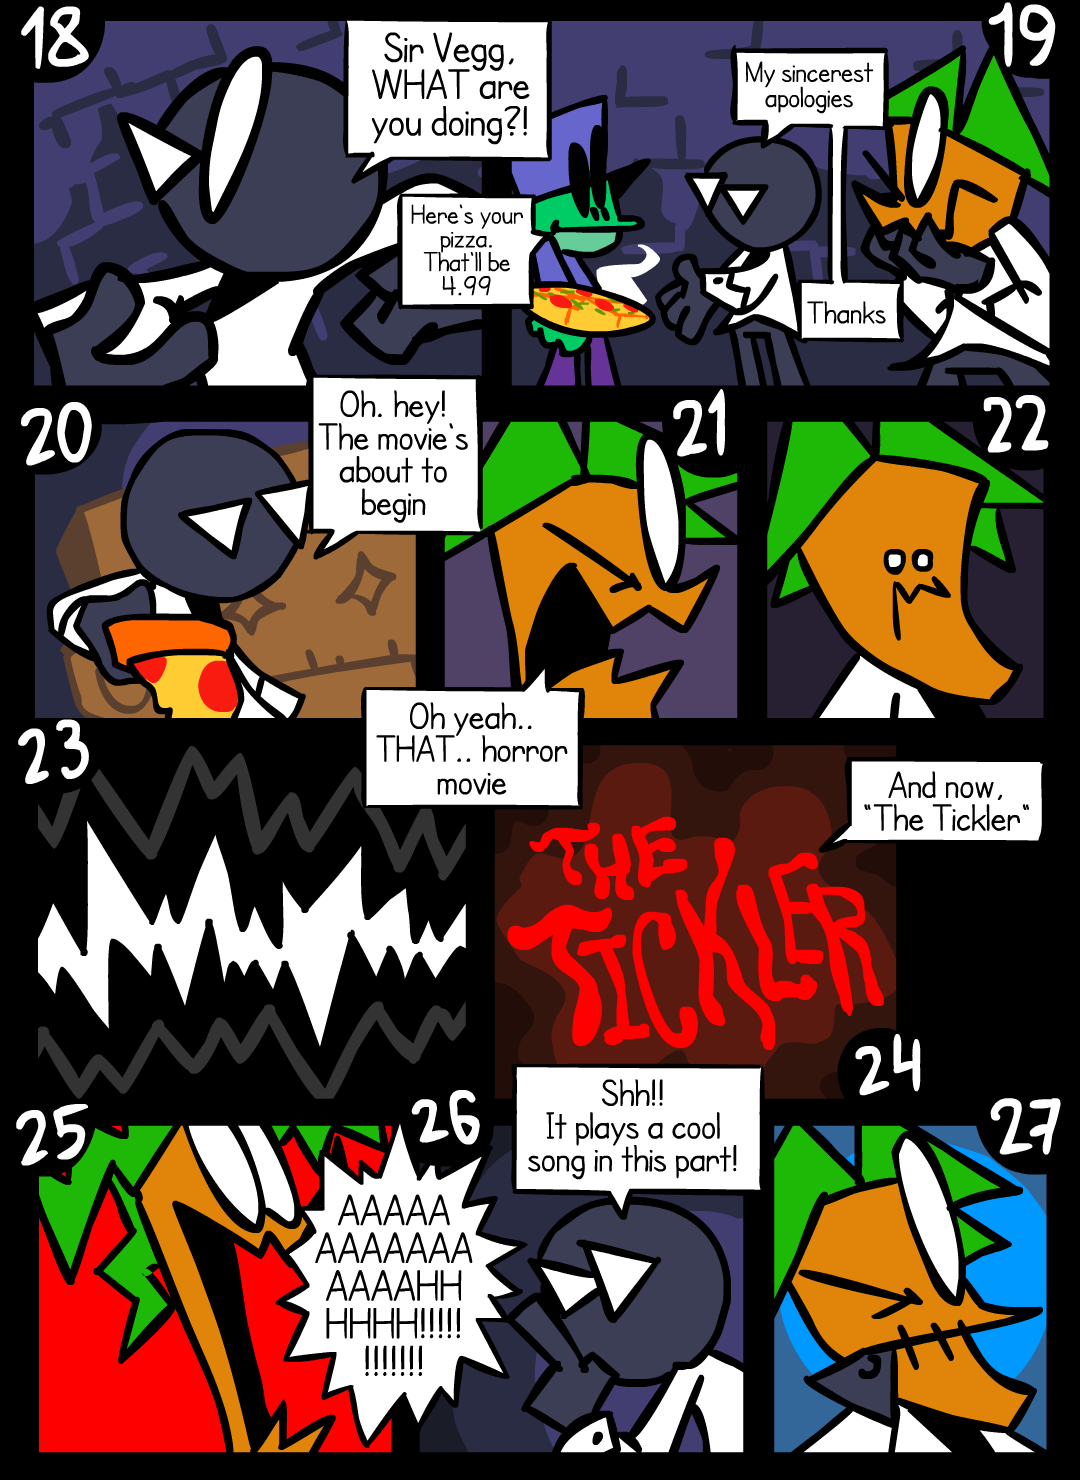 18
Sir Vegg,
WHAT are
you doing?!
19
Here's your
pizza.
That'll be
4.99
My sincerest
apologies
Thanks
20
Oh. hey!
The movie's
about to
begin
21
Oh yeah..
THAT.. horror
movie
22
23
24
THE
TICKLER
And now,
"The Tickler"
25
AAAAA
AAAAAAA
AAAAHH
HHHH!!!!!
!!!!!!!
26
Shh!!
It plays a cool
song in this part!
27